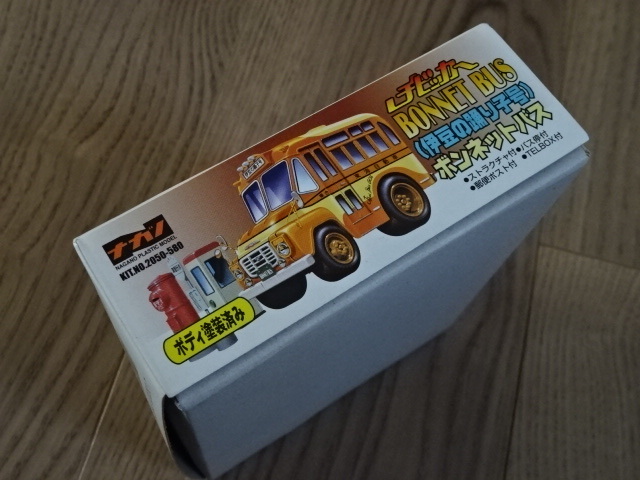 チビッカー
BONNET BUS
(伊豆の踊り子号)
ボンネットバス
●ストラクチャ付●バス停付
●郵便ポスト付 ●TELBOX付
ナガノ
NAGANO PLASTIC MODEL
KIT.NO.2050-580
ボディ塗装済み